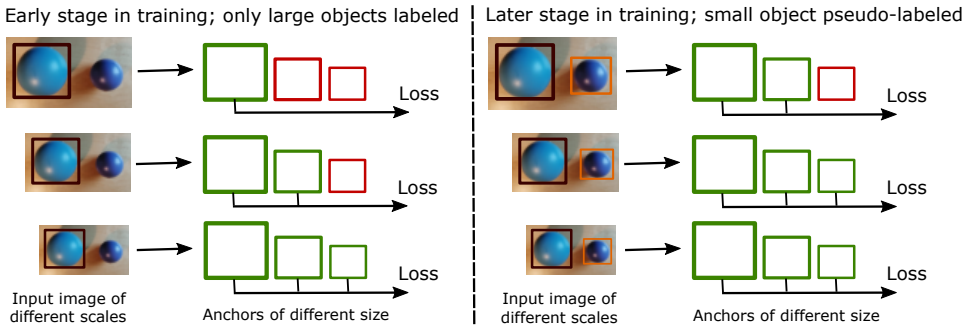 Early stage in training; only large objects labeled
Loss
Loss
Loss
Input image of
different scales
Anchors of different size
Later stage in training; small object pseudo-labeled
Loss
Loss
Loss
Input image of
different scales
Anchors of different size